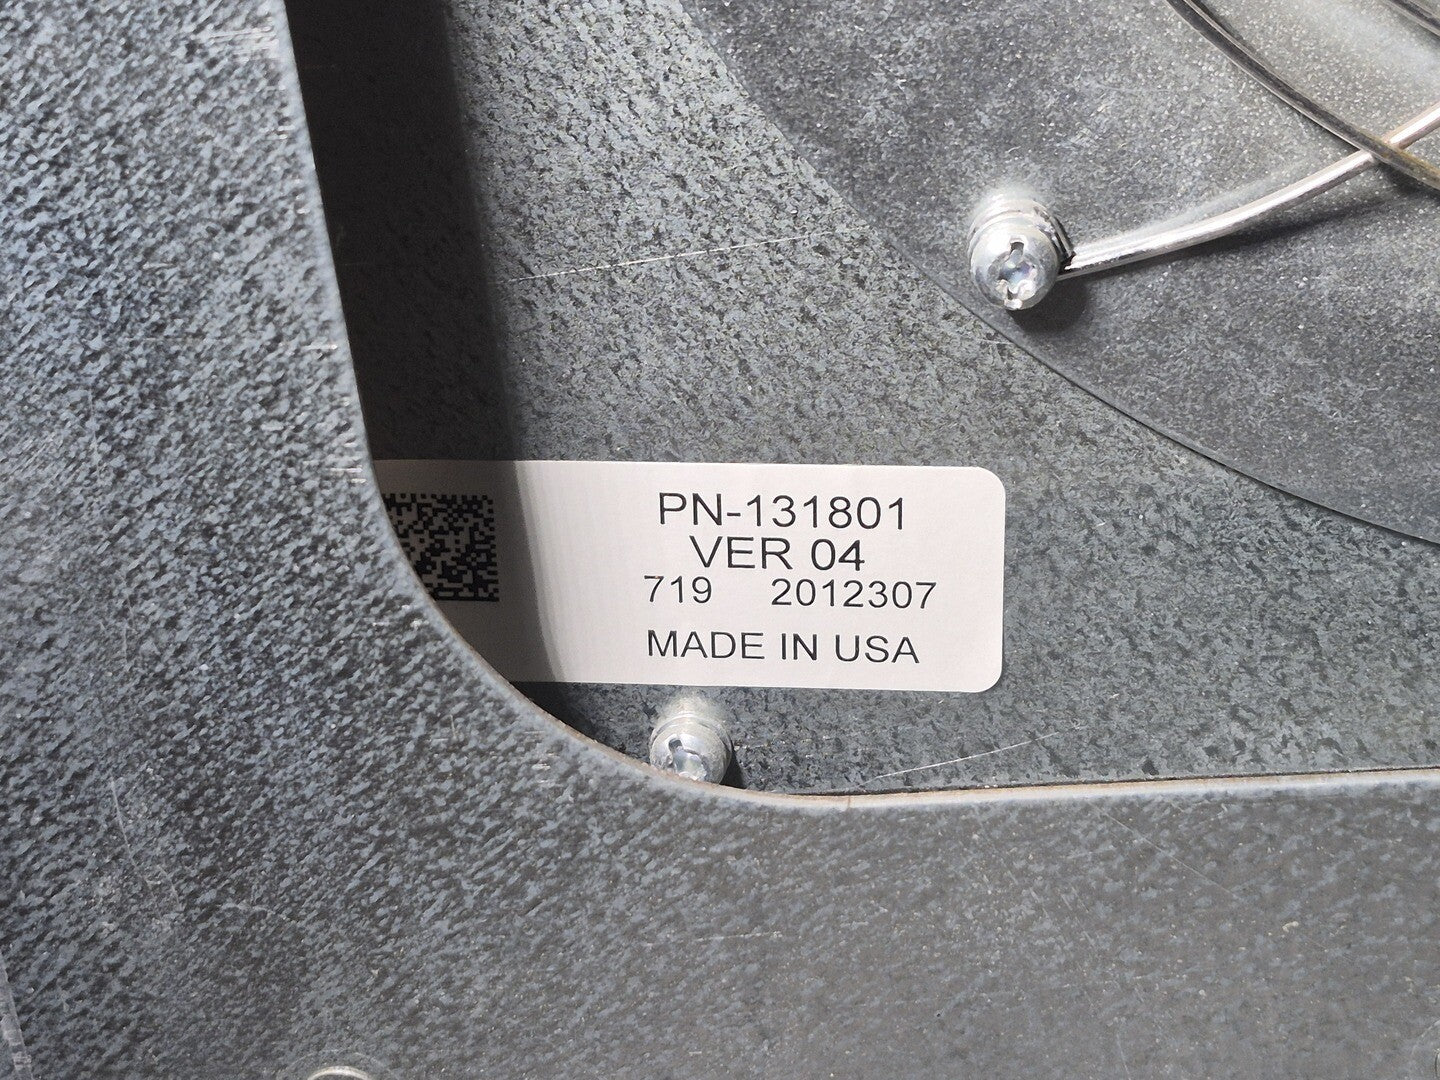 PN-131801
VER 04
719 2012307
MADE IN USA